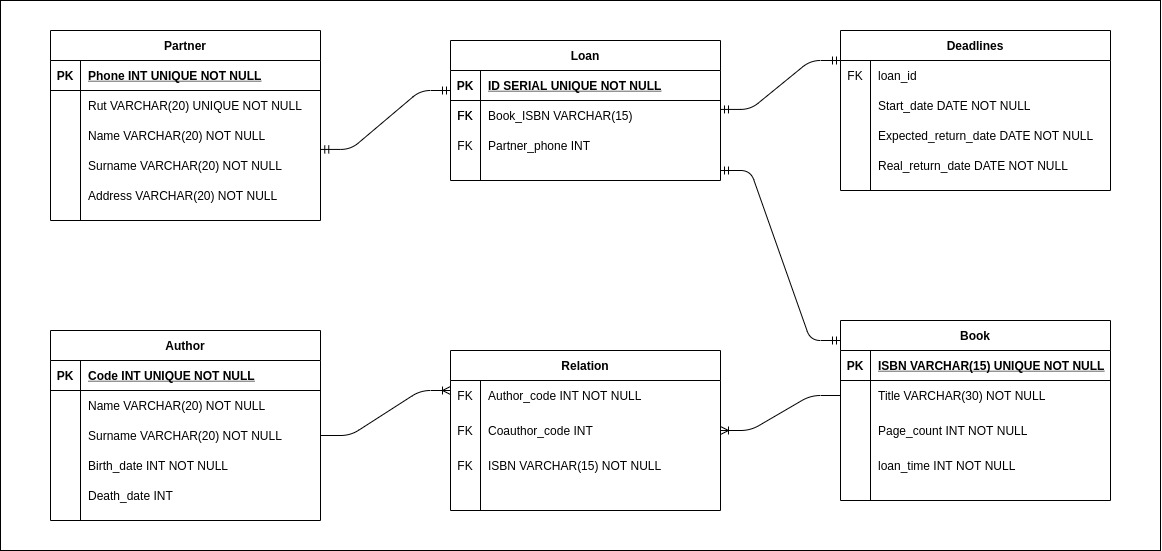 Partner
PK Phone INT UNIQUE NOT NULL
Rut VARCHAR(20) UNIQUE NOT NULL
Name VARCHAR(20) NOT NULL
Surname VARCHAR(20) NOT NULL
Address VARCHAR(20) NOT NULL
Loan
PK ID SERIAL UNIQUE NOT NULL
FK Book_ISBN VARCHAR(15)
FK Partner_phone INT
Deadlines
FK loan_id
Start_date DATE NOT NULL
Expected_return_date DATE NOT NULL
Real_return_date DATE NOT NULL
Author
PK Code INT UNIQUE NOT NULL
Name VARCHAR(20) NOT NULL
Surname VARCHAR(20) NOT NULL
Birth_date INT NOT NULL
Death_date INT
Relation
FK Author_code INT NOT NULL
FK Coauthor_code INT
FK ISBN VARCHAR(15) NOT NULL
Book
PK ISBN VARCHAR(15) UNIQUE NOT NULL
Title VARCHAR(30) NOT NULL
Page_count INT NOT NULL
loan_time INT NOT NULL